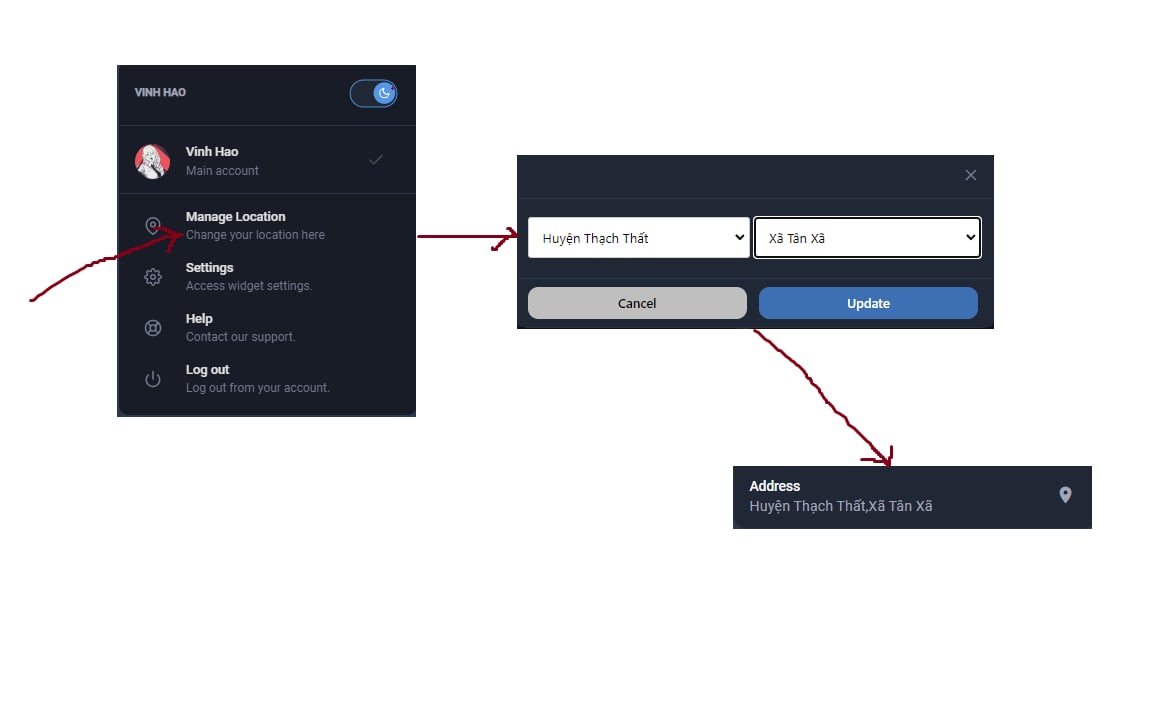 VINH HAO
Vinh Hao
Main account
Manage Location
Change your location here
Settings
Access widget settings.
Help
Contact our support.
Log out
Log out from your account.
Huyện Thạch Thất
Xã Tân Xã
Cancel
Update
Address
Huyện Thạch Thất,Xã Tân Xã